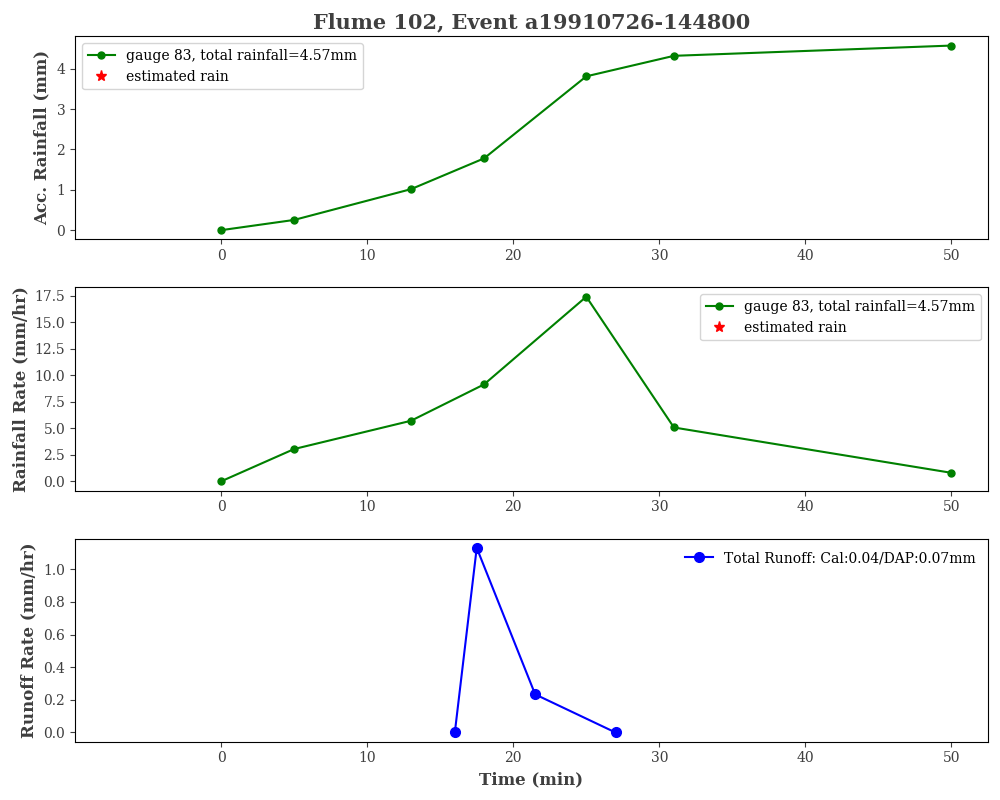 Flume 102, Event a19910726-144800
Acc. Rainfall (mm)
4
3
2
1
0
gauge 83, total rainfall=4.57mm
estimated rain
0 10 20 30 40 50
Rainfall Rate (mm/hr)
17.5
15.0
12.5
10.0
7.5
5.0
2.5
0.0
gauge 83, total rainfall=4.57mm
estimated rain
0 10 20 30 40 50
Runoff Rate (mm/hr)
1.0
0.8
0.6
0.4
0.2
0.0
Total Runoff: Cal:0.04/DAP:0.07mm
0 10 20 30 40 50
Time (min)